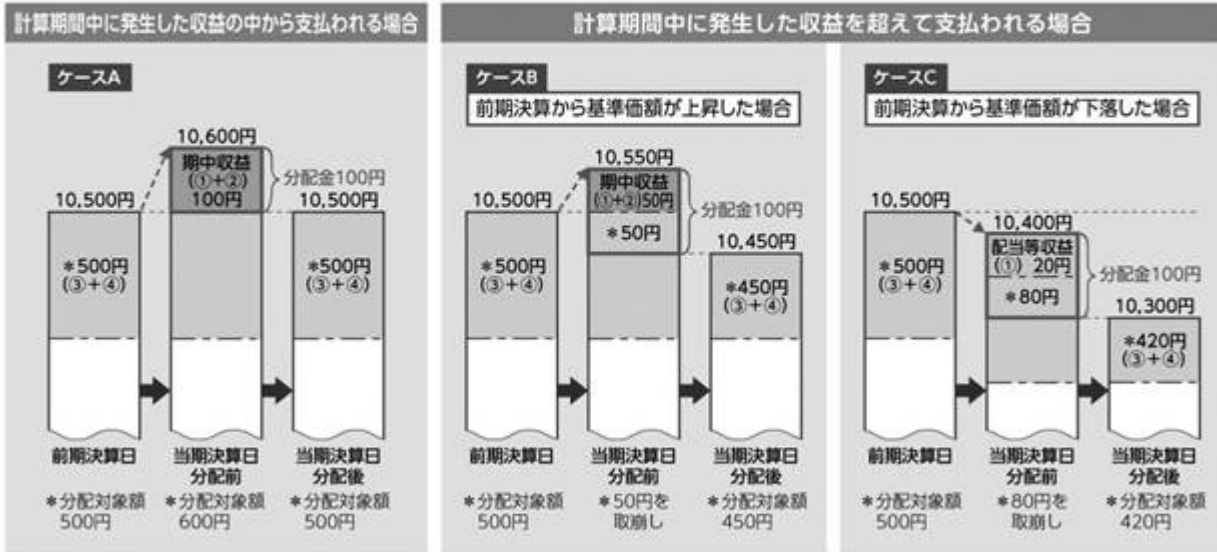 計算期間中に発生した収益の中から支払われる場合
ケースA
10,600円
期中収益
(①+②)
100円
分配金100円
10,500円
10,500円
*500円
(③+④)
*500円
(③+④)
前期決算日
当期決算日
分配前
当期決算日
分配後
*分配対象額
500円
*分配対象額
600円
*分配対象額
500円
計算期間中に発生した収益を超えて支払われる場合
ケースB
前期決算から基準価額が上昇した場合
10,550円
期中収益
(①+②)50円
分配金100円
10,500円
*50円
10,450円
*500円
(③+④)
*450円
(③+④)
前期決算日
当期決算日
分配前
当期決算日
分配後
*分配対象額
500円
*50円を
取崩し
*分配対象額
450円
ケースC
前期決算から基準価額が下落した場合
10,500円
10,400円
配当等収益
(①) 20円
分配金100円
*500円
(③+④)
*80円
10,300円
*420円
(③+④)
前期決算日
当期決算日
分配前
当期決算日
分配後
*分配対象額
500円
*80円を
取崩し
*分配対象額
420円